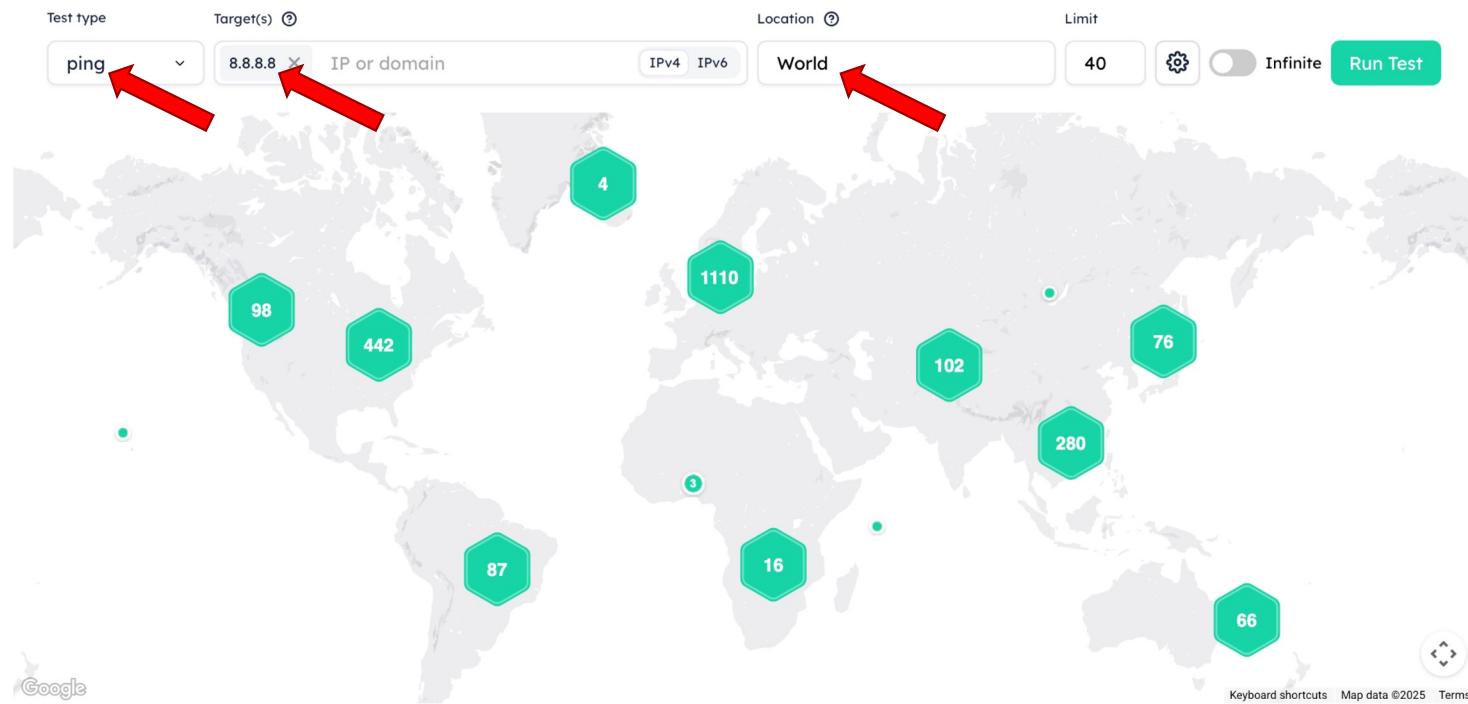 Test type Target(s) Location Limit
ping 8.8.8.8 IP or domain IPv4 IPv6 World 40 Infinite Run Test
4
1110
98
442
76
102
280
3
87
16
66
Google
Keyboard shortcuts Map data ©2025 Terms